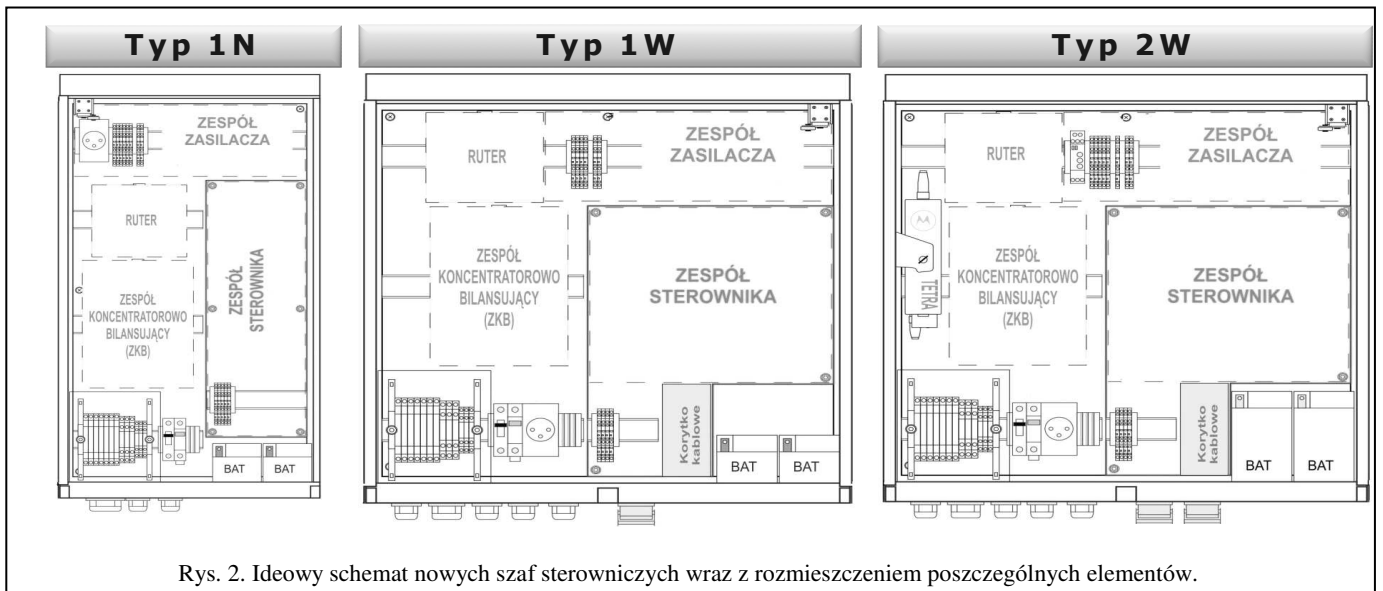 Typ 1N
Typ 1W
Typ 2W
ZESPÓŁ
ZASILACZA
RUTER
ZESPÓŁ
STEROWNIKA
ZESPÓŁ
KONCENTRATOROWO
BILANSUJĄCY
(ZKB)
BAT
BAT
RUTER
ZESPÓŁ
ZASILACZA
ZESPÓŁ
KONCENTRATOROWO
BILANSUJĄCY
(ZKB)
ZESPÓŁ
STEROWNIKA
Korytko
kablowe
BAT
BAT
RUTER
ZESPÓŁ
ZASILACZA
TETRA
ZESPÓŁ
KONCENTRATOROWO
BILANSUJĄCY
(ZKB)
ZESPÓŁ
STEROWNIKA
Korytko
kablowe
BAT
BAT
Rys. 2. Ideowy schemat nowych szaf sterowniczych wraz z rozmieszczeniem poszczególnych elementów.